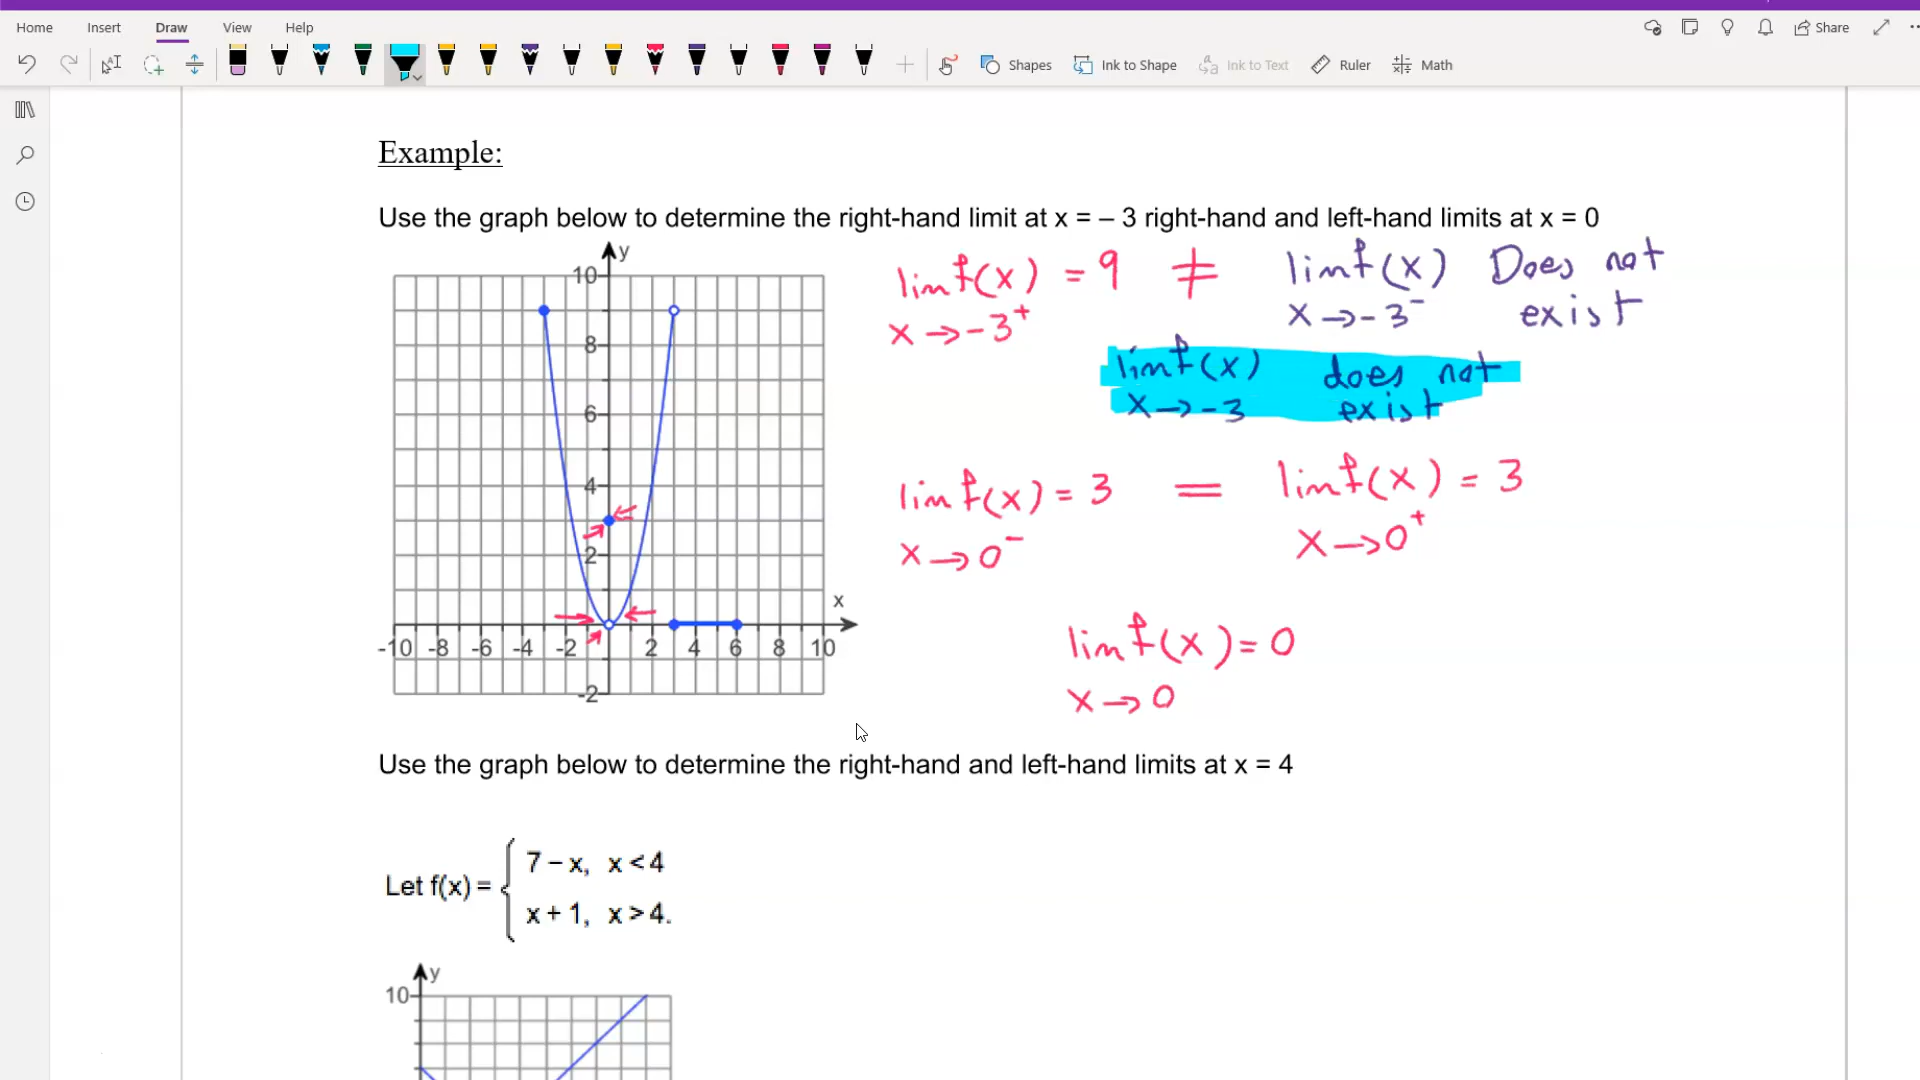 Home Insert Draw View Help Share
Shapes Ink to Shape Ink to Text Ruler Math
Example:
Use the graph below to determine the right-hand limit at x = – 3 right-hand and left-hand limits at x = 0
lim f(x) = 9 ≠ lim f(x) Does not
x → -3⁺ x → -3⁻ exist
lim f(x) does not
x → -3 exist
lim f(x) = 3 = lim f(x) = 3
x → 0⁻ x → 0⁺
lim f(x) = 0
x → 0
y
10
8
6
4
2
x
-10 -8 -6 -4 -2 2 4 6 8 10
-2
Use the graph below to determine the right-hand and left-hand limits at x = 4
7 – x, x < 4
Let f(x) = {
x + 1, x > 4.
y
10